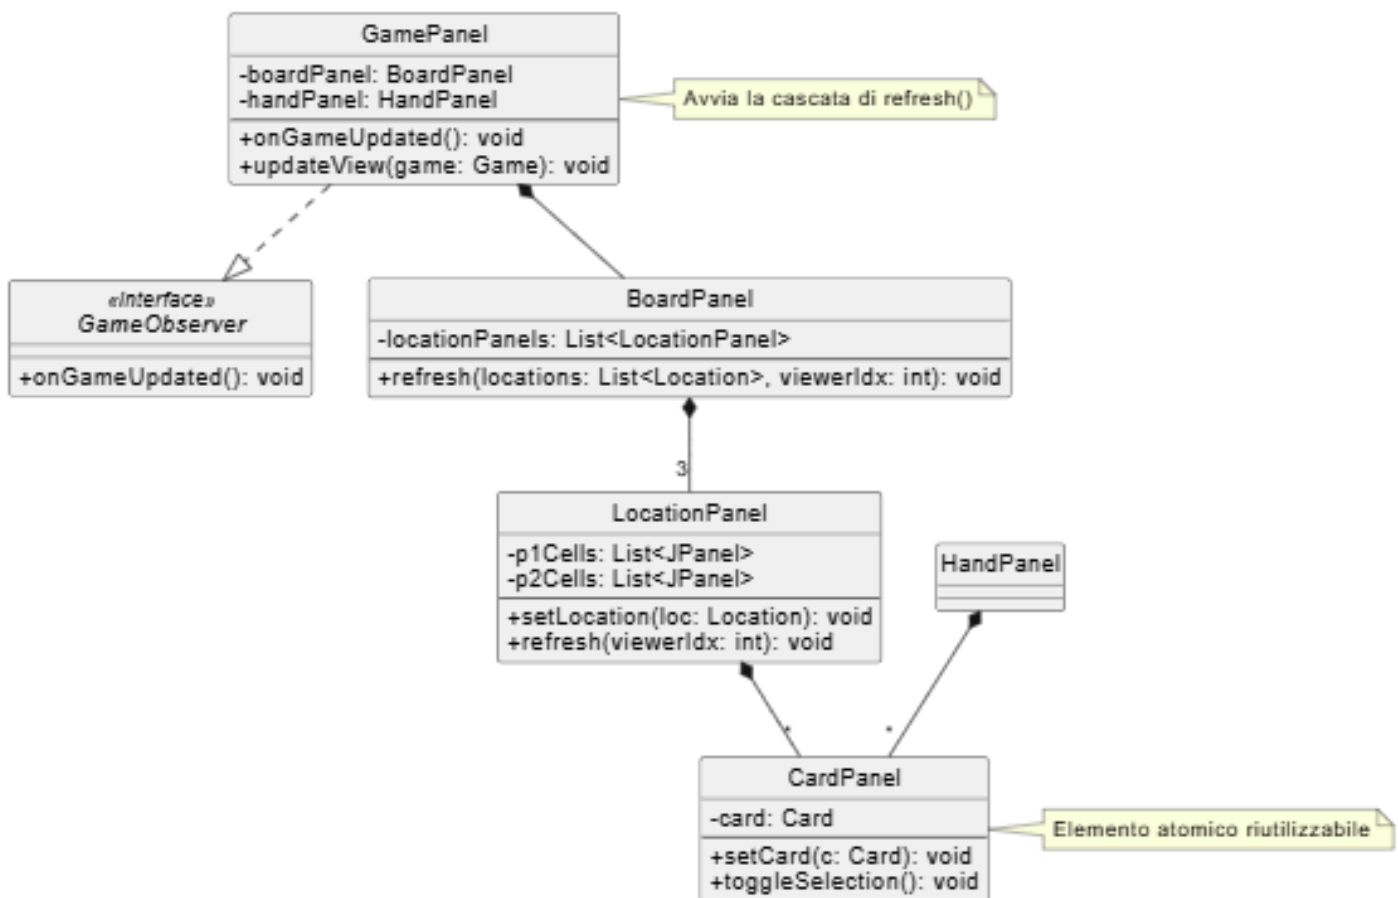 GamePanel
-boardPanel: BoardPanel
-handPanel: HandPanel
+onGameUpdated(): void
+updateView(game: Game): void
Avvia la cascata di refresh()
«interface»
GameObserver
+onGameUpdated(): void
BoardPanel
-locationPanels: List<LocationPanel>
+refresh(locations: List<Location>, viewerIdx: int): void
3
LocationPanel
-p1Cells: List<JPanel>
-p2Cells: List<JPanel>
+setLocation(loc: Location): void
+refresh(viewerIdx: int): void
HandPanel
*
*
CardPanel
-card: Card
+setCard(c: Card): void
+toggleSelection(): void
Elemento atomico riutilizzabile